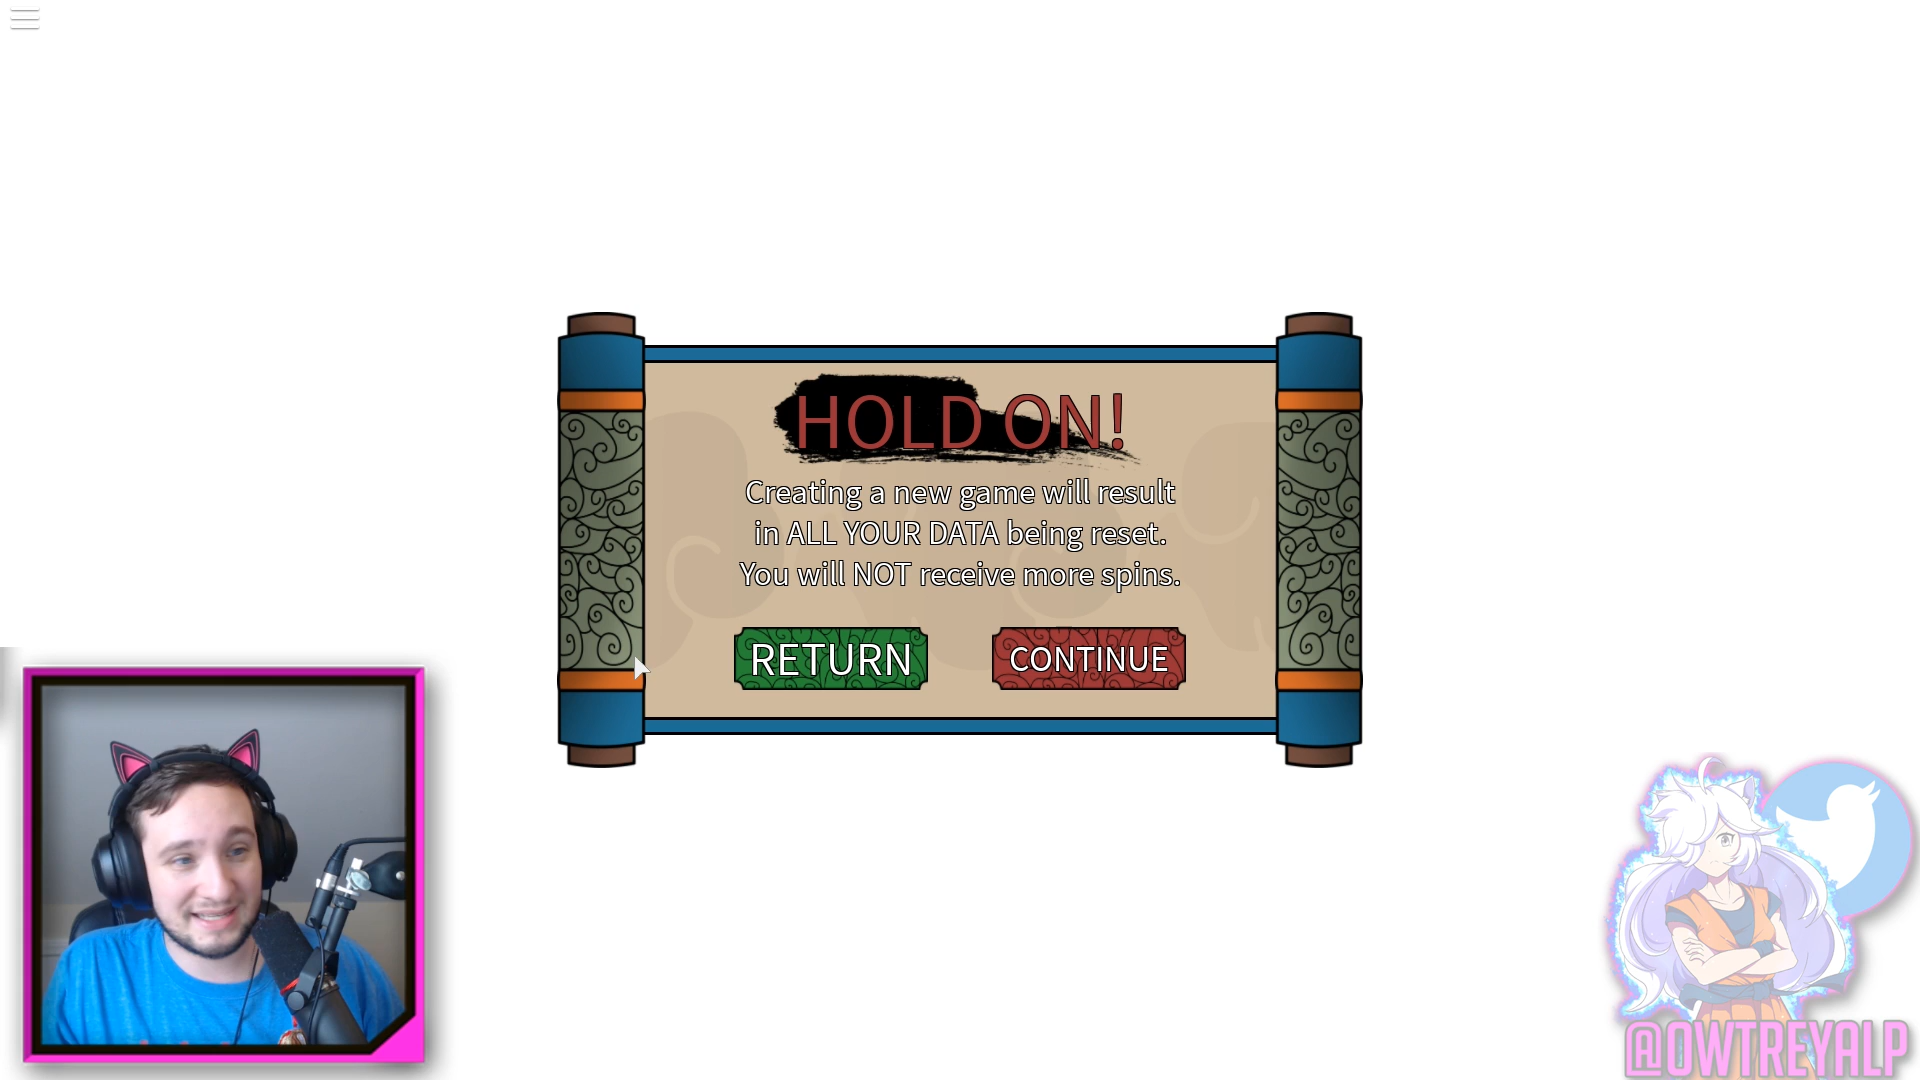 HOLD ON!
Creating a new game will result
in ALL YOUR DATA being reset.
You will NOT receive more spins.
RETURN
CONTINUE
@OWTREYALP